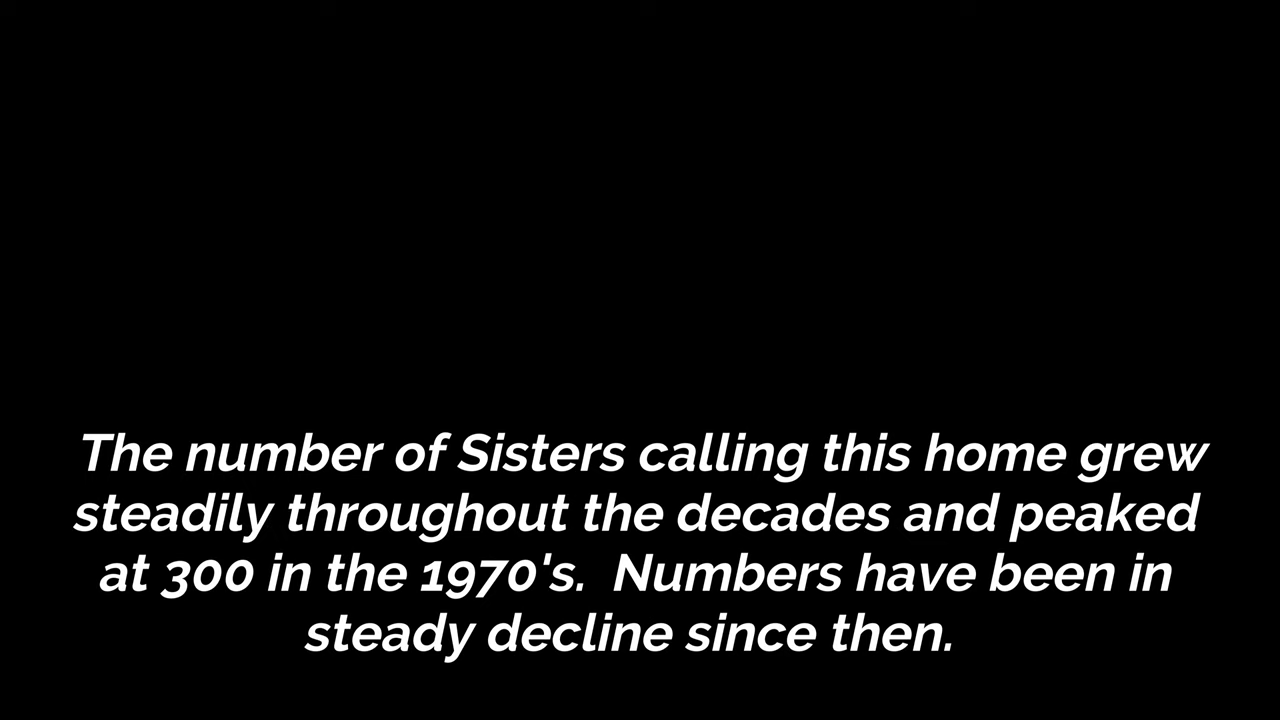 The number of Sisters calling this home grew
steadily throughout the decades and peaked
at 300 in the 1970's.  Numbers have been in
steady decline since then.